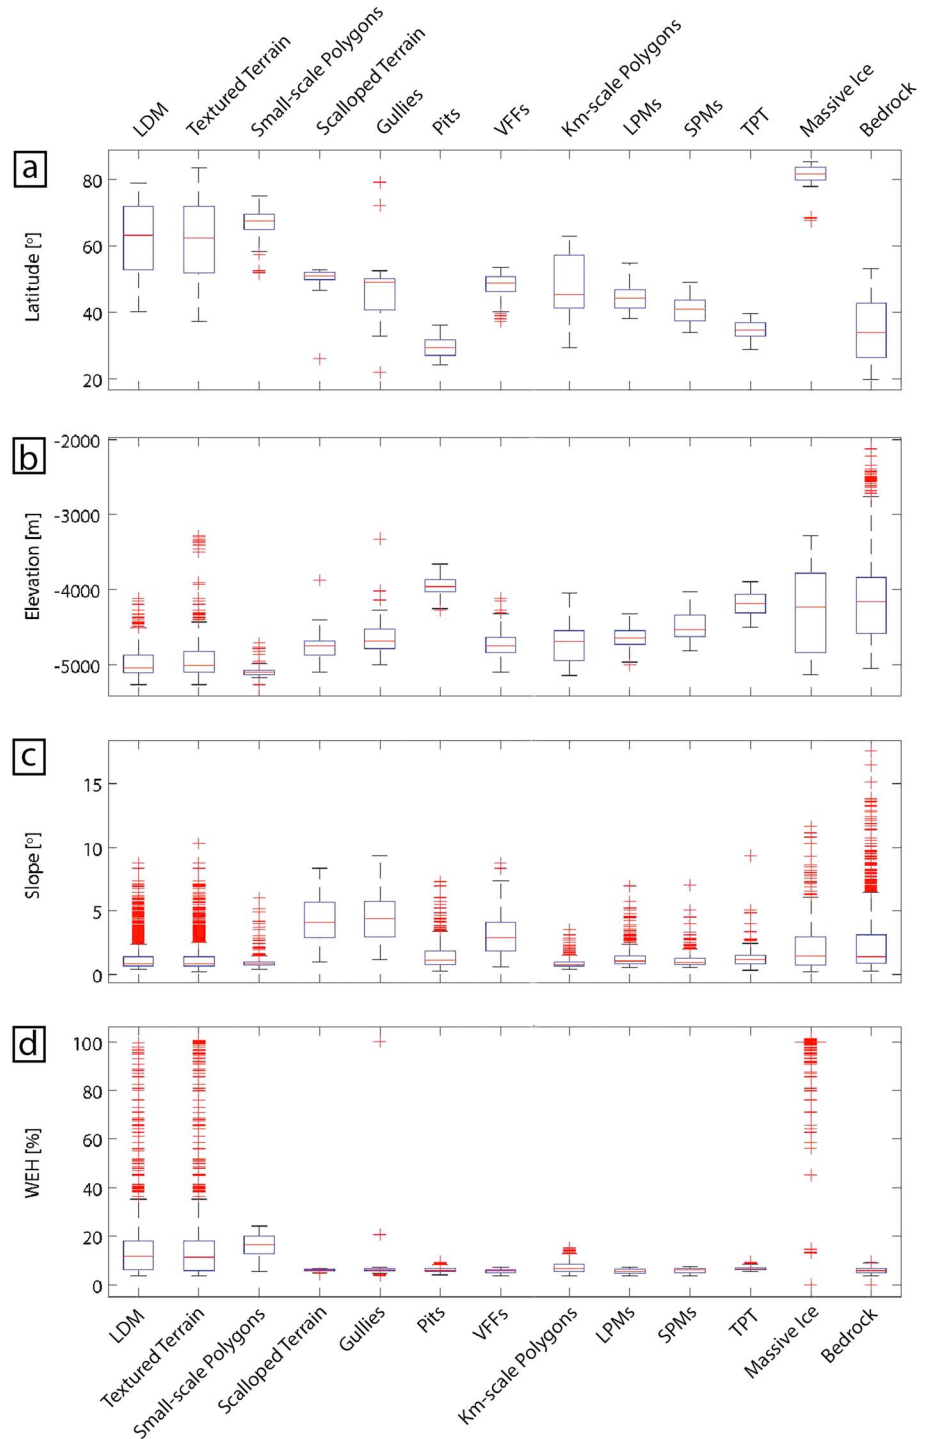 LDM
Textured Terrain
Small-scale Polygons
Scalloped Terrain
Gullies
Pits
VFFs
Km-scale Polygons
LPMs
SPMs
TPT
Massive Ice
Bedrock
a
Latitude [°]
80
60
40
20
b
Elevation [m]
-2000
-3000
-4000
-5000
c
Slope [°]
15
10
5
0
d
WEH [%]
100
80
60
40
20
0
LDM
Textured Terrain
Small-scale Polygons
Scalloped Terrain
Gullies
Pits
VFFs
Km-scale Polygons
LPMs
SPMs
TPT
Massive Ice
Bedrock